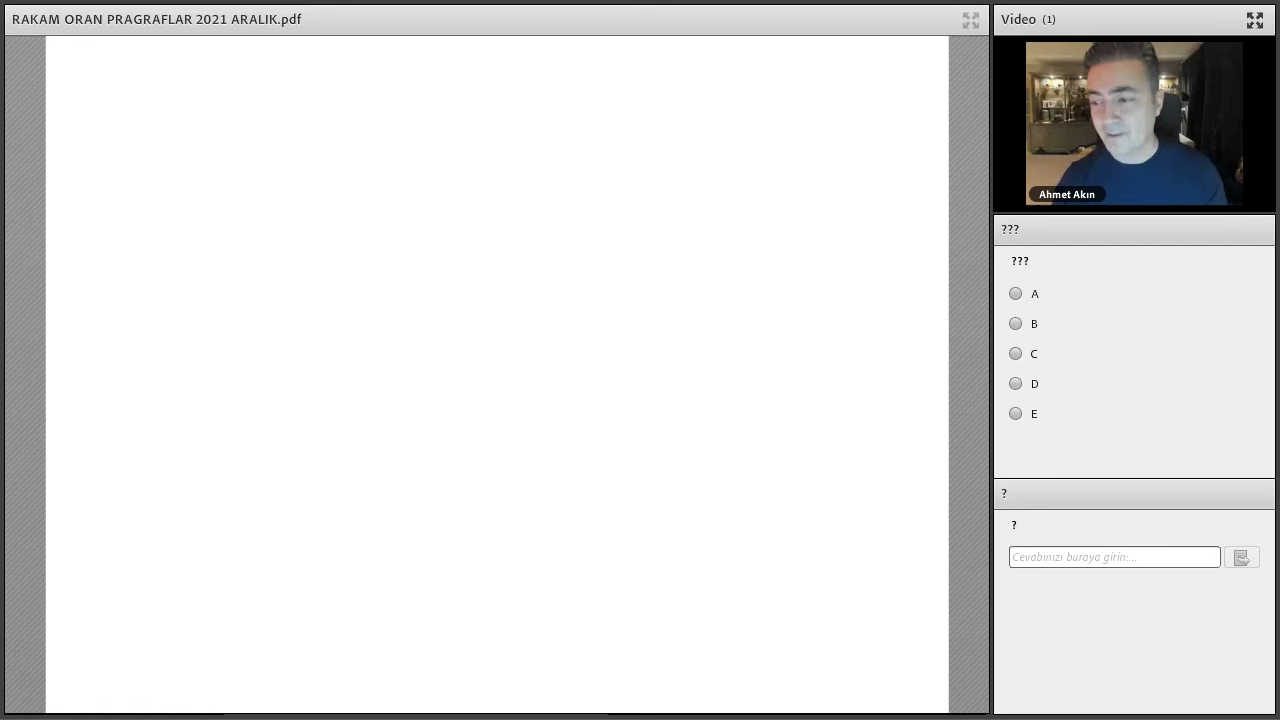 RAKAM ORAN PRAGRAFLAR 2021 ARALIK.pdf
Video (1)
Ahmet Akın
???
???
A
B
C
D
E
?
?
Cevabınızı buraya girin:...